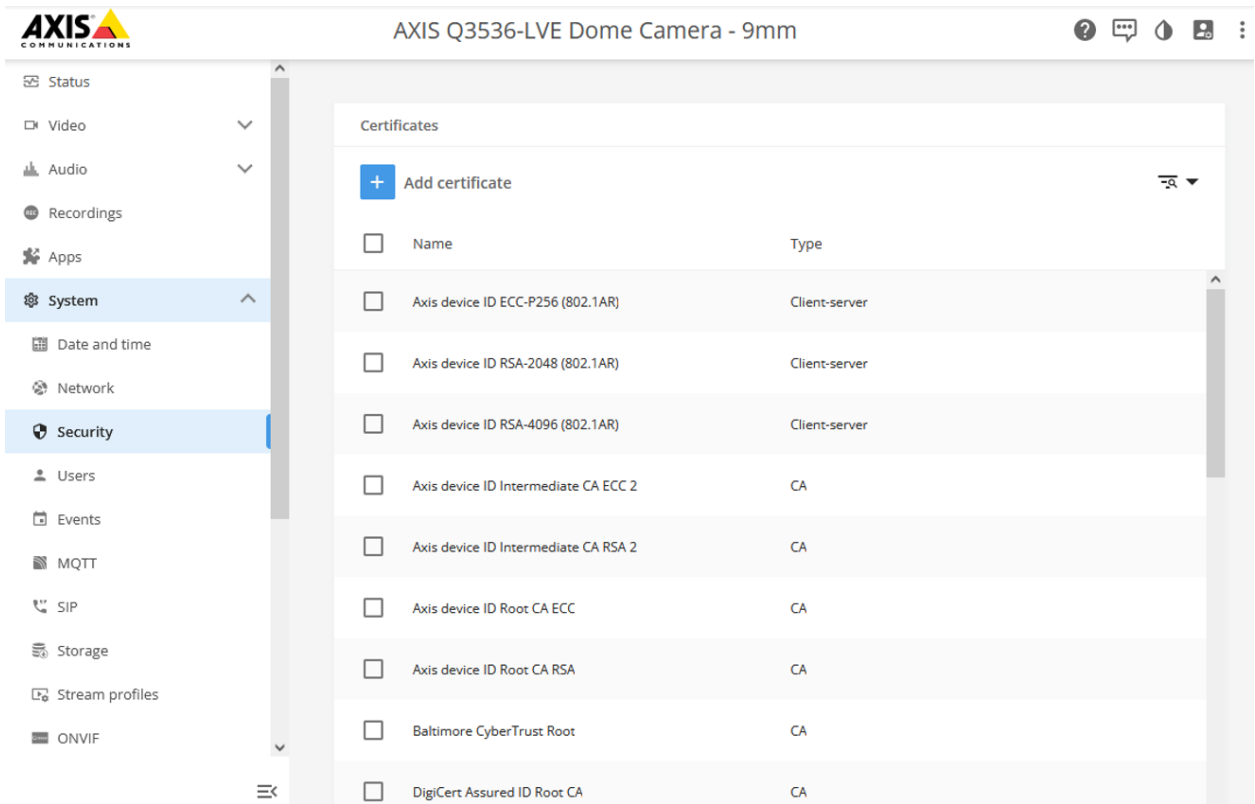 AXIS
COMMUNICATIONS
AXIS Q3536-LVE Dome Camera - 9mm
Status
Video
Audio
REC
Recordings
Apps
System
Date and time
Network
Security
Users
Events
MQTT
SIP
Storage
Stream profiles
ONVIF
Certificates
+ Add certificate
Name Type
Axis device ID ECC-P256 (802.1AR) Client-server
Axis device ID RSA-2048 (802.1AR) Client-server
Axis device ID RSA-4096 (802.1AR) Client-server
Axis device ID Intermediate CA ECC 2 CA
Axis device ID Intermediate CA RSA 2 CA
Axis device ID Root CA ECC CA
Axis device ID Root CA RSA CA
Baltimore CyberTrust Root CA
DigiCert Assured ID Root CA CA